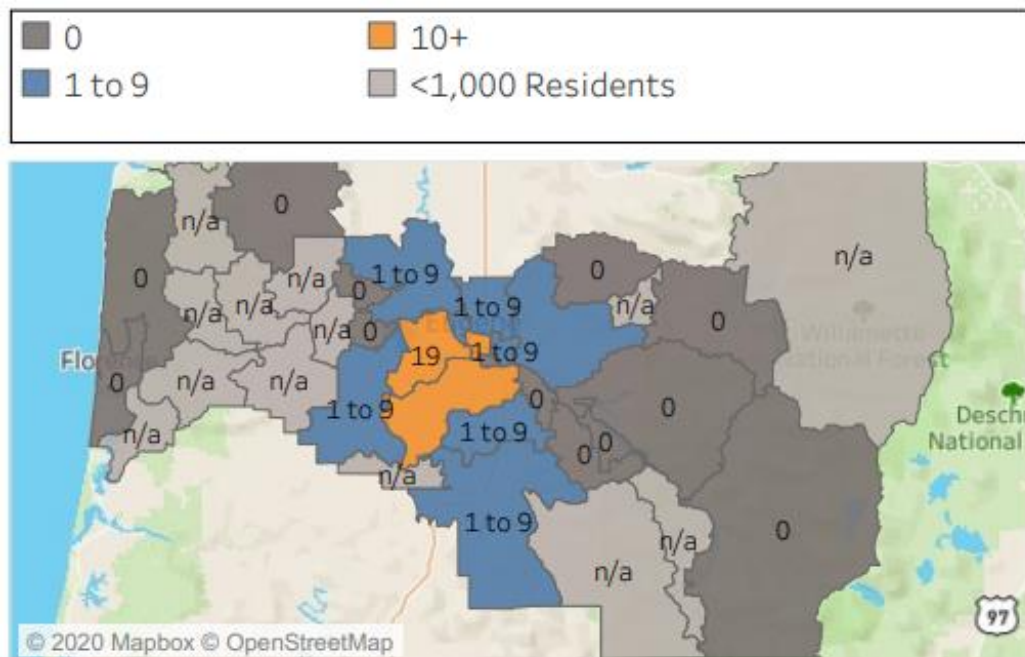 0
10+
1 to 9
<1,000 Residents
n/a
0
n/a
0
n/a
1 to 9
0
n/a
0
1 to 9
n/a
n/a
n/a
0
n/a
0
Willamette
National Forest
Florence
19
1 to 9
0
n/a
n/a
1 to 9
0
0
Desch
National
n/a
1 to 9
0
0
n/a
1 to 9
n/a
0
n/a
97
© 2020 Mapbox © OpenStreetMap